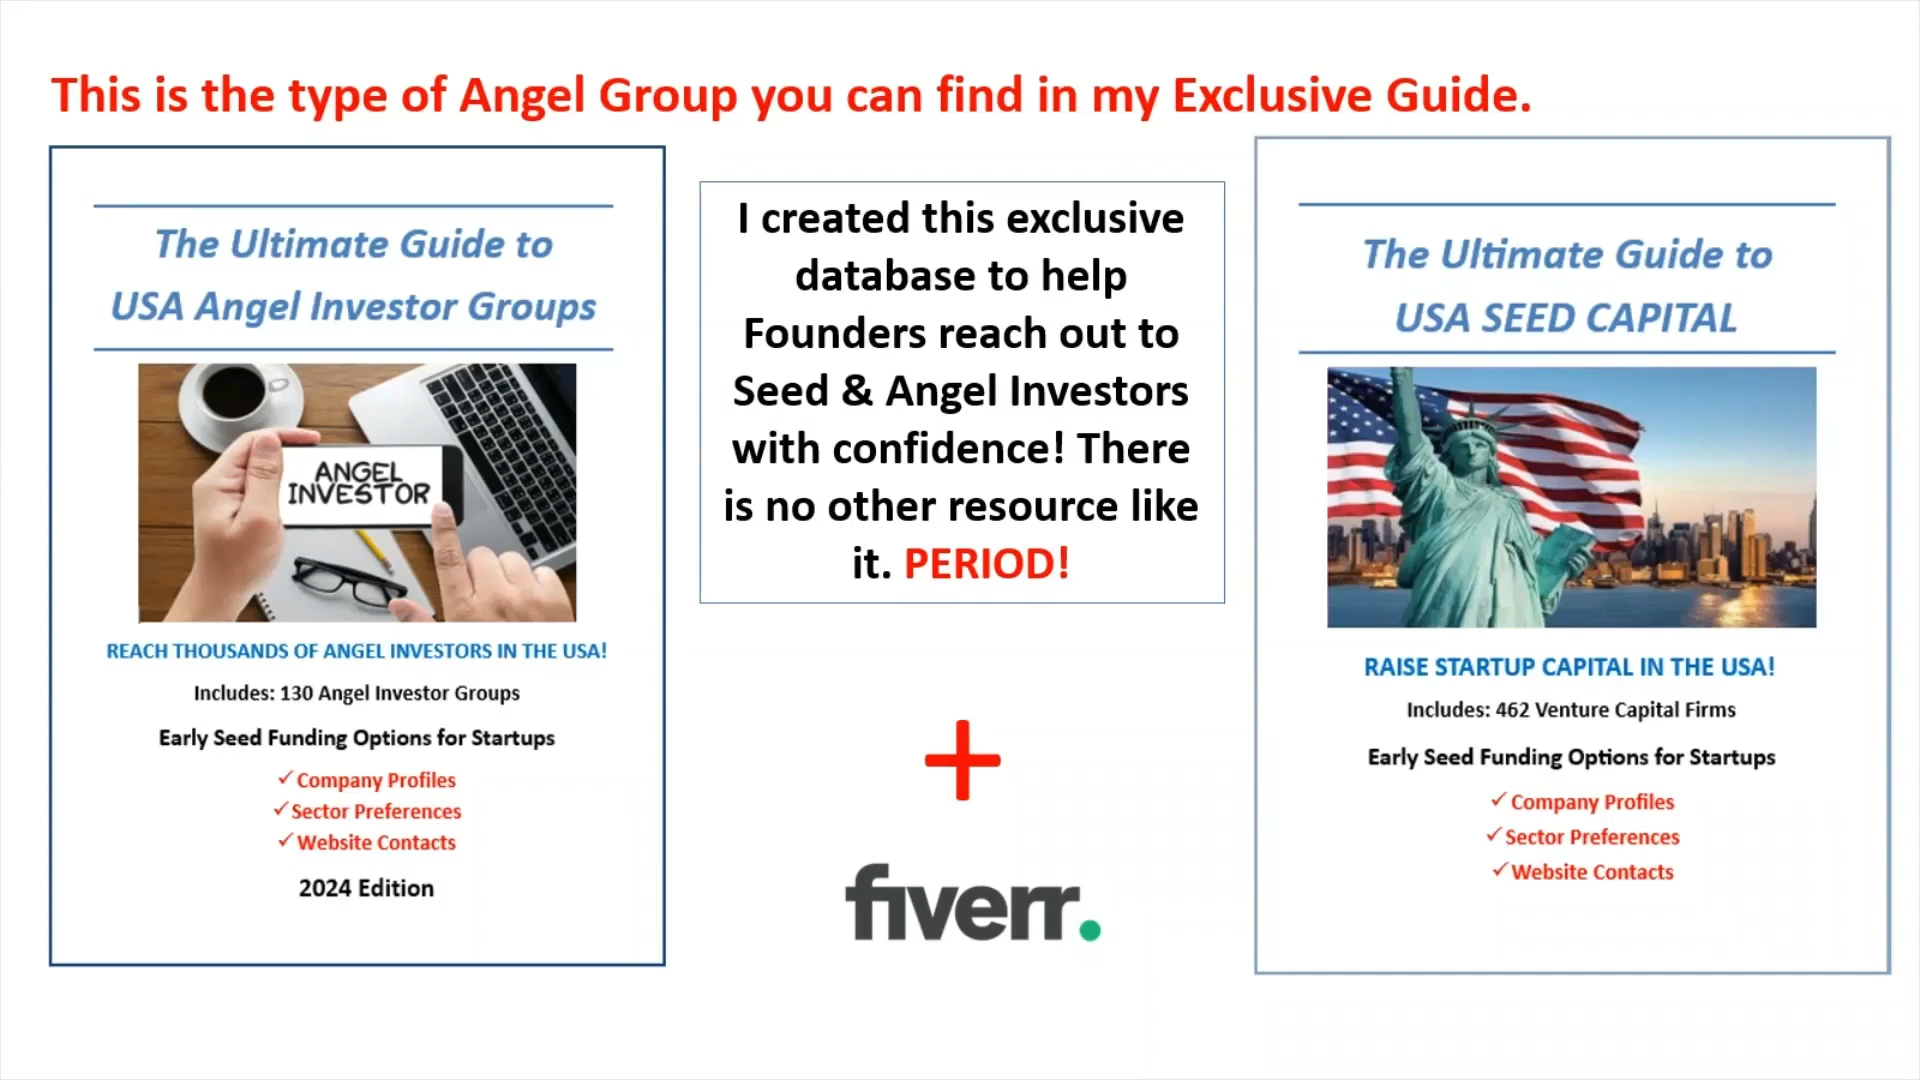 This is the type of Angel Group you can find in my Exclusive Guide.
The Ultimate Guide to
USA Angel Investor Groups
ANGEL
INVESTOR
REACH THOUSANDS OF ANGEL INVESTORS IN THE USA!
Includes: 130 Angel Investor Groups
Early Seed Funding Options for Startups
✓ Company Profiles
✓ Sector Preferences
✓ Website Contacts
2024 Edition
I created this exclusive
database to help
Founders reach out to
Seed & Angel Investors
with confidence! There
is no other resource like
it. PERIOD!
+
fiverr.
The Ultimate Guide to
USA SEED CAPITAL
RAISE STARTUP CAPITAL IN THE USA!
Includes: 462 Venture Capital Firms
Early Seed Funding Options for Startups
✓ Company Profiles
✓ Sector Preferences
✓ Website Contacts